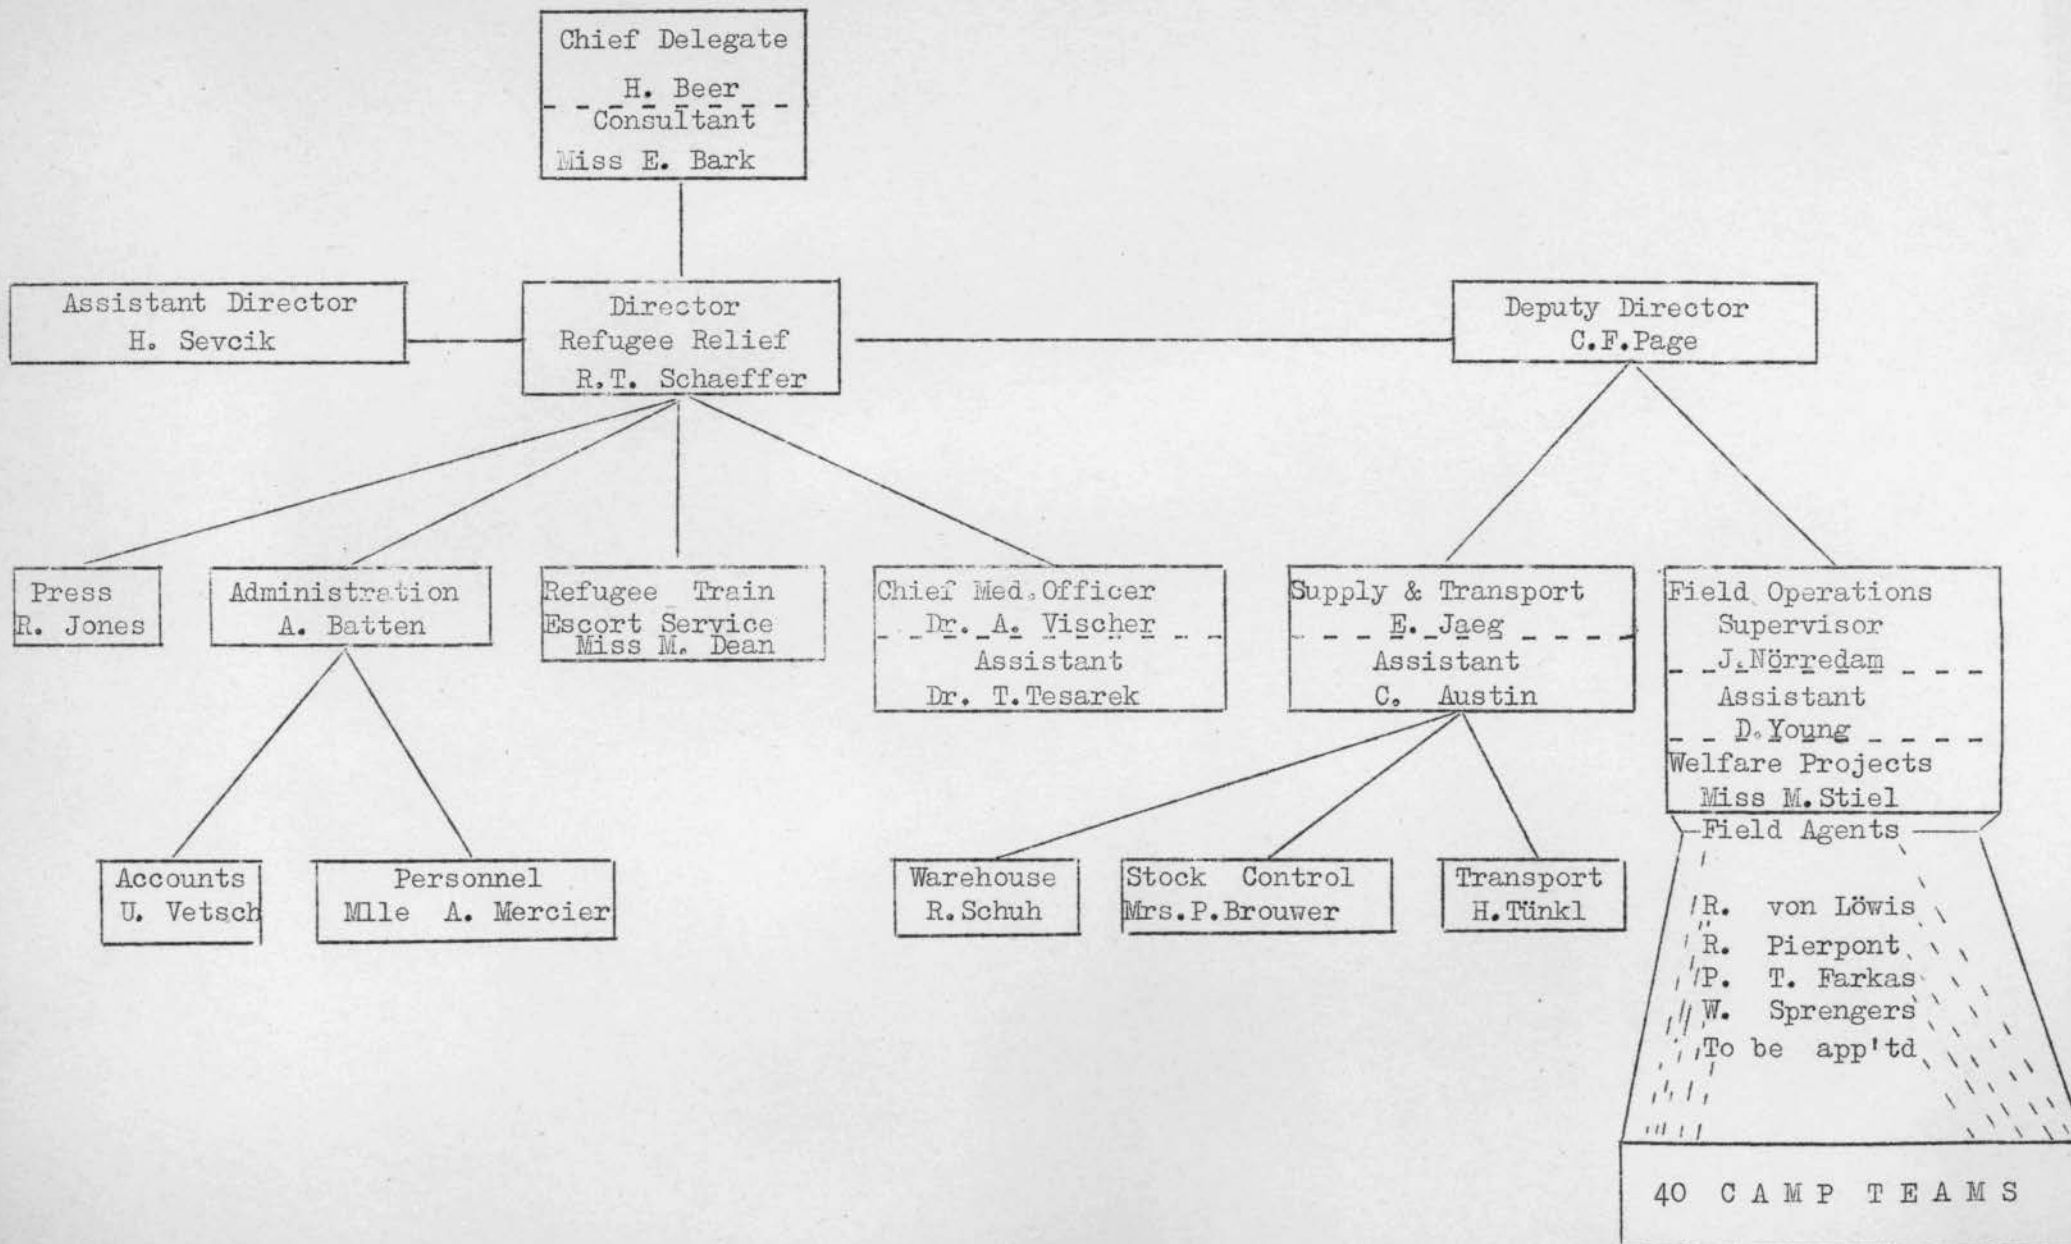 Chief Delegate
H. Beer
Consultant
Miss E. Bark
Assistant Director
H. Sevcik
Director
Refugee Relief
R.T. Schaeffer
Deputy Director
C.F.Page
Press
R. Jones
Administration
A. Batten
Refugee Train
Escort Service
Miss M. Dean
Chief Med. Officer
Dr. A. Vischer
Assistant
Dr. T.Tesarek
Supply & Transport
E. Jaeg
Assistant
C. Austin
Field Operations
Supervisor
J.Nörredam
Assistant
D.Young
Welfare Projects
Miss M.Stiel
Accounts
U. Vetsch
Personnel
Mlle A. Mercier
Warehouse
R.Schuh
Stock Control
Mrs.P.Brouwer
Transport
H.Tünkl
Field Agents
R. von Löwis
R. Pierpont
P. T. Farkas
W. Sprengers
To be app'td
40 CAMP TEAMS